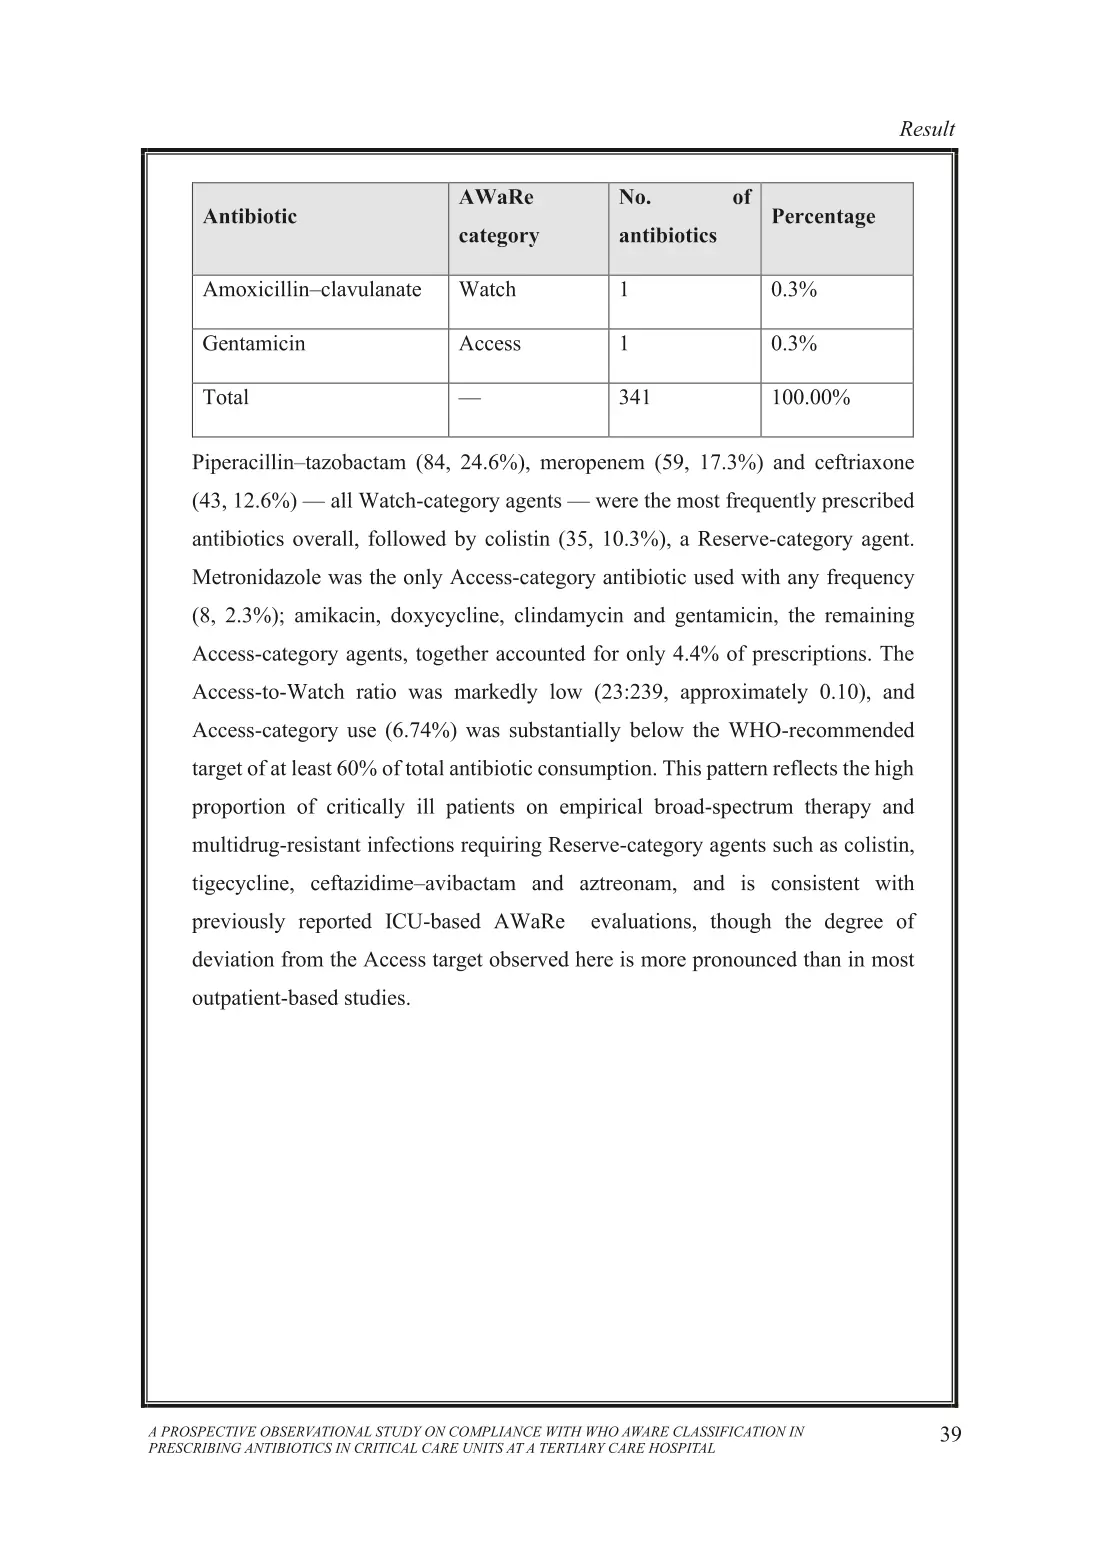 Result
Antibiotic
AWaRe
category
No. of
antibiotics
Percentage
Amoxicillin–clavulanate Watch 1 0.3%
Gentamicin Access 1 0.3%
Total — 341 100.00%
Piperacillin–tazobactam (84, 24.6%), meropenem (59, 17.3%) and ceftriaxone
(43, 12.6%) — all Watch-category agents — were the most frequently prescribed
antibiotics overall, followed by colistin (35, 10.3%), a Reserve-category agent.
Metronidazole was the only Access-category antibiotic used with any frequency
(8, 2.3%); amikacin, doxycycline, clindamycin and gentamicin, the remaining
Access-category agents, together accounted for only 4.4% of prescriptions. The
Access-to-Watch ratio was markedly low (23:239, approximately 0.10), and
Access-category use (6.74%) was substantially below the WHO-recommended
target of at least 60% of total antibiotic consumption. This pattern reflects the high
proportion of critically ill patients on empirical broad-spectrum therapy and
multidrug-resistant infections requiring Reserve-category agents such as colistin,
tigecycline, ceftazidime–avibactam and aztreonam, and is consistent with
previously reported ICU-based AWaRe evaluations, though the degree of
deviation from the Access target observed here is more pronounced than in most
outpatient-based studies.
A PROSPECTIVE OBSERVATIONAL STUDY ON COMPLIANCE WITH WHO AWARE CLASSIFICATION IN
PRESCRIBING ANTIBIOTICS IN CRITICAL CARE UNITS AT A TERTIARY CARE HOSPITAL
39